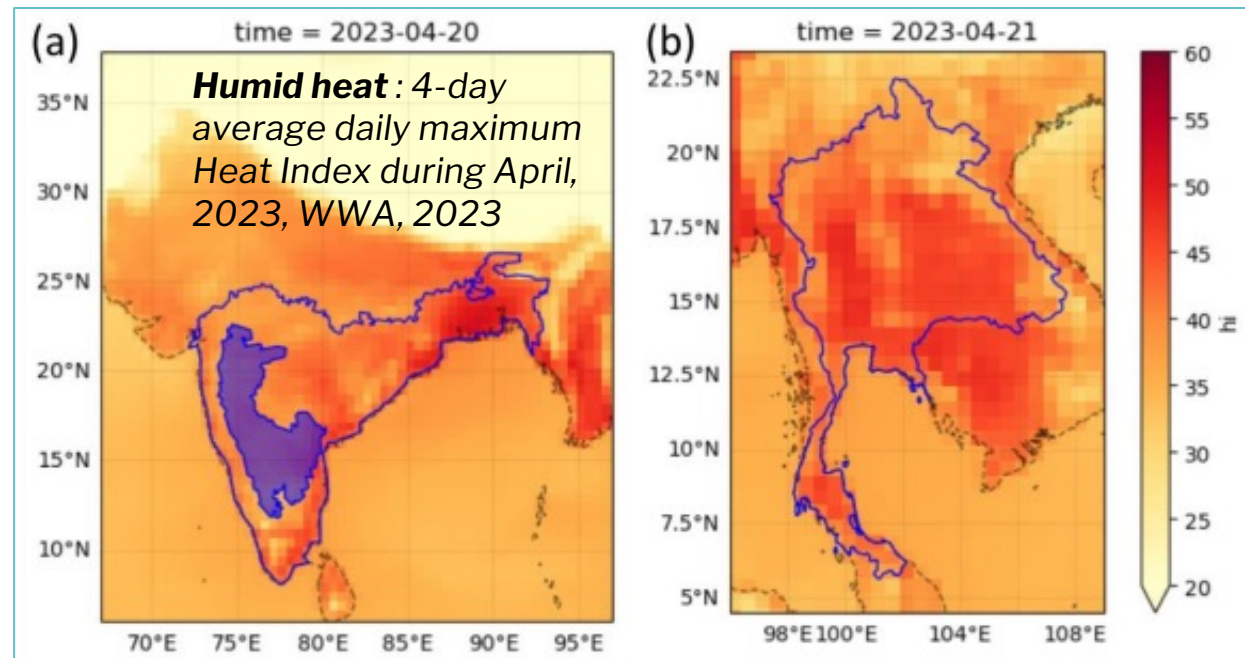 (a)
time = 2023-04-20
Humid heat : 4-day
average daily maximum
Heat Index during April,
2023, WWA, 2023
35°N
30°N
25°N
20°N
15°N
10°N
70°E 75°E 80°E 85°E 90°E 95°E
(b)
time = 2023-04-21
22.5°N
20°N
17.5°N
15°N
12.5°N
10°N
7.5°N
5°N
98°E 100°E 104°E 108°E
60
55
50
45
40
35
30
25
20
hi